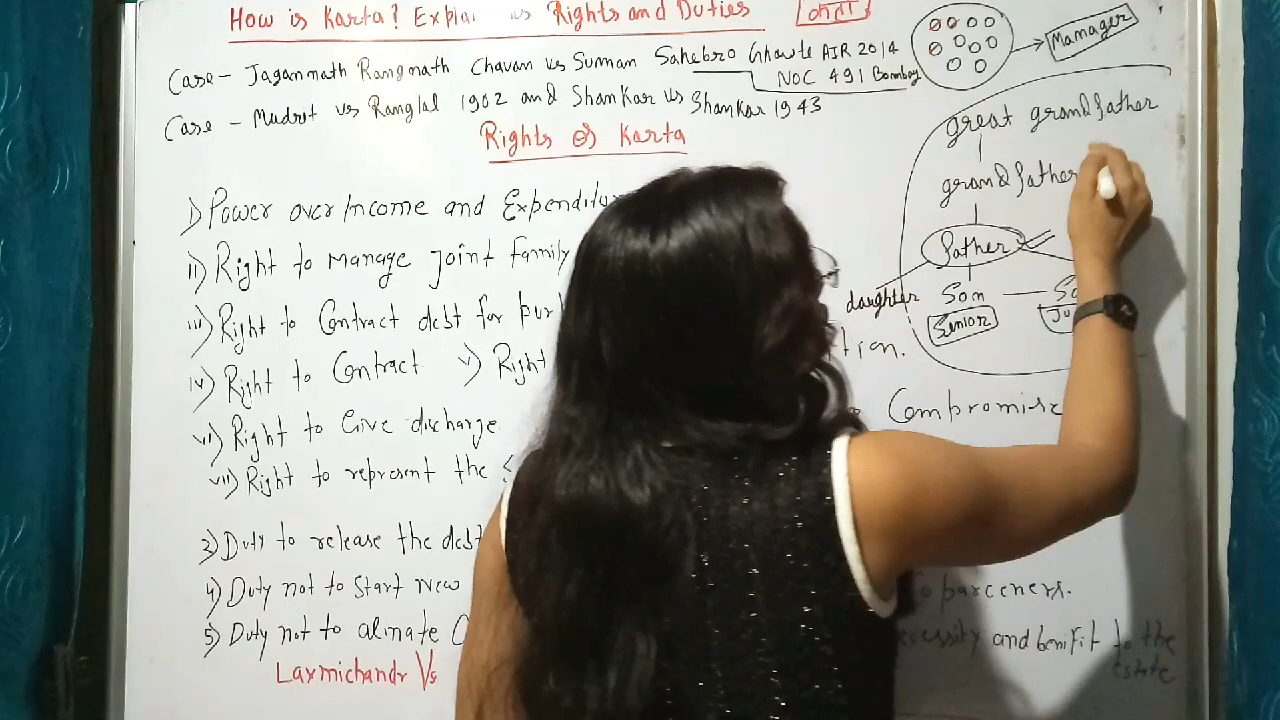 How is Karta? Explai its Rights and Duties कर्ता
Case - Jagannath Rangnath Chavan vs Suman Sahebro Ghawte AIR 2014
NOC 491 Bombay
Manager
Case - Mudrit vs Ranglal 1902 and Shankar vs Shankar 1943
Rights of Karta
great grandfather
grandfather
father
daughter Son
Senior
i) Power over Income and Expenditu
ii) Right to manage joint family
iii) Right to Contract debt for pur
iv) Right to Contract v) Right
tion.
vi) Right to Give discharge
Compromise
vii) Right to represent the
3) Duty to release the debt
4) Duty not to Start New
Coparceners.
5) Duty not to alinate C
cessity and benifit to the
estate
Laxmichandr Vs